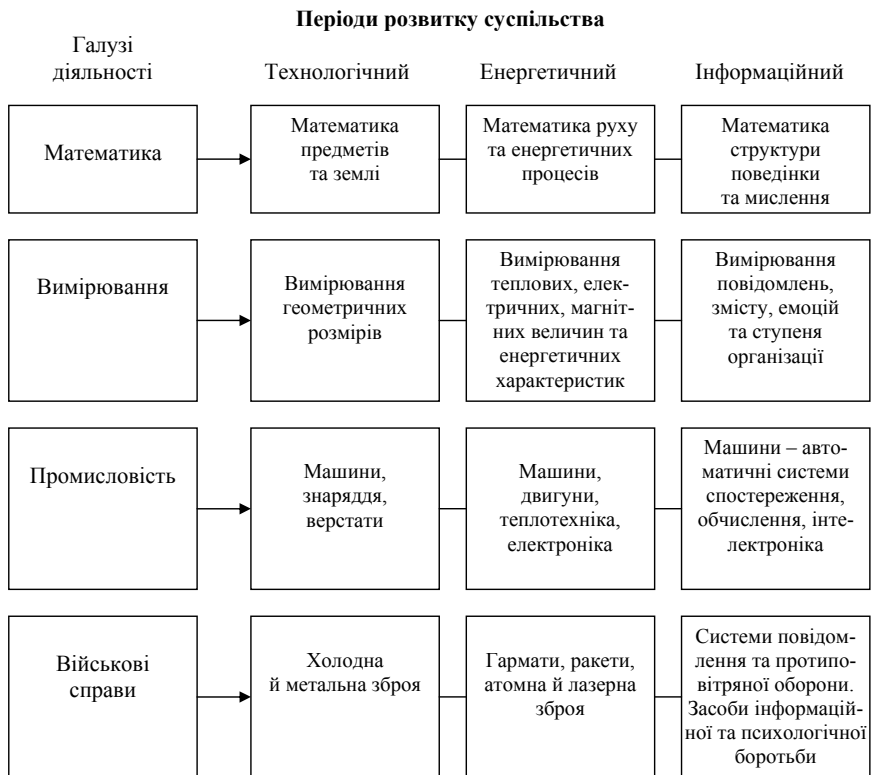 Періоди розвитку суспільства
Галузі
діяльності
Технологічний
Енергетичний
Інформаційний
Математика
Математика
предметів
та землі
Математика руху
та енергетичних
процесів
Математика
структури
поведінки
та мислення
Вимірювання
Вимірювання
геометричних
розмірів
Вимірювання
теплових, елек-
тричних, магніт-
них величин та
енергетичних
характеристик
Вимірювання
повідомлень,
змісту, емоцій
та ступеня
організації
Промисловість
Машини,
знаряддя,
верстати
Машини,
двигуни,
теплотехніка,
електроніка
Машини – авто-
матичні системи
спостереження,
обчислення, інте-
лектроніка
Військові
справи
Холодна
й метальна зброя
Гармати, ракети,
атомна й лазерна
зброя
Системи повідом-
лення та протипо-
вітряної оборони.
Засоби інформацій-
ної та психологічної
боротьби